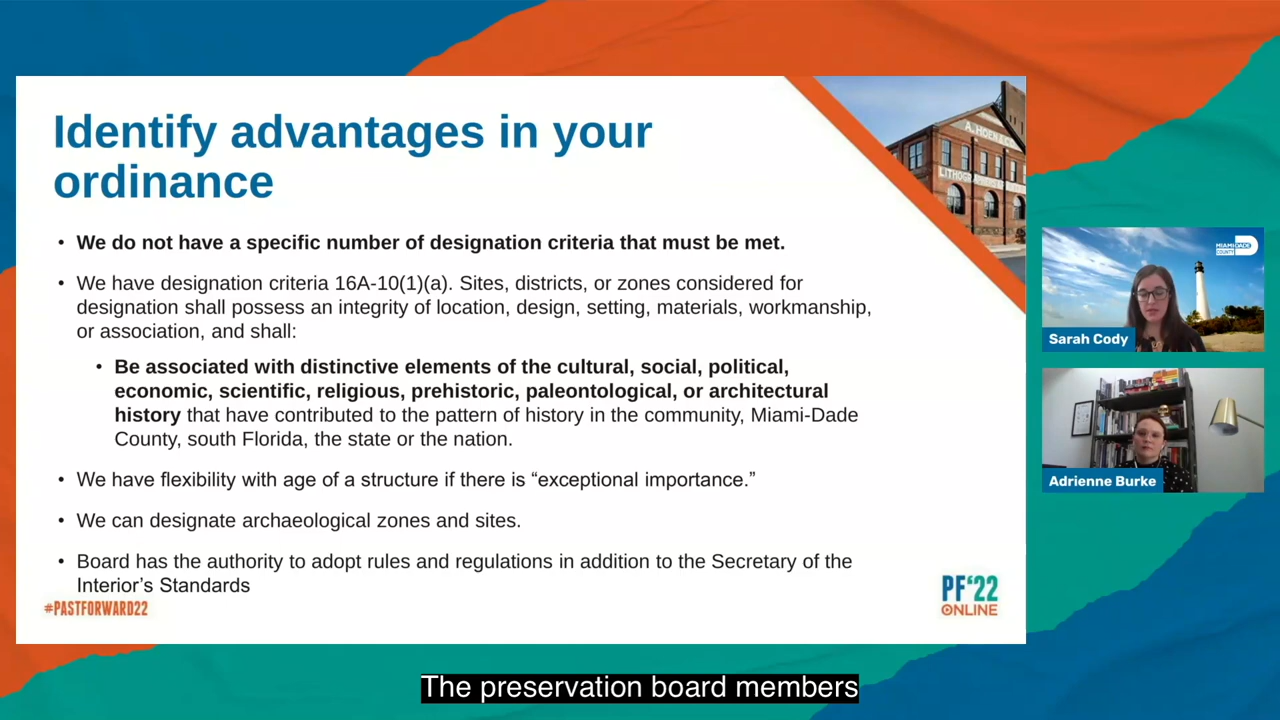 Identify advantages in your
ordinance
• We do not have a specific number of designation criteria that must be met.
• We have designation criteria 16A-10(1)(a). Sites, districts, or zones considered for
designation shall possess an integrity of location, design, setting, materials, workmanship,
or association, and shall:
• Be associated with distinctive elements of the cultural, social, political,
economic, scientific, religious, prehistoric, paleontological, or architectural
history that have contributed to the pattern of history in the community, Miami-Dade
County, south Florida, the state or the nation.
• We have flexibility with age of a structure if there is “exceptional importance.”
• We can designate archaeological zones and sites.
• Board has the authority to adopt rules and regulations in addition to the Secretary of the
Interior’s Standards
#PASTFORWARD22
PF‘22
ONLINE
A. HOEN &
MIAMI-DADE
COUNTY
Sarah Cody
Adrienne Burke
The preservation board members